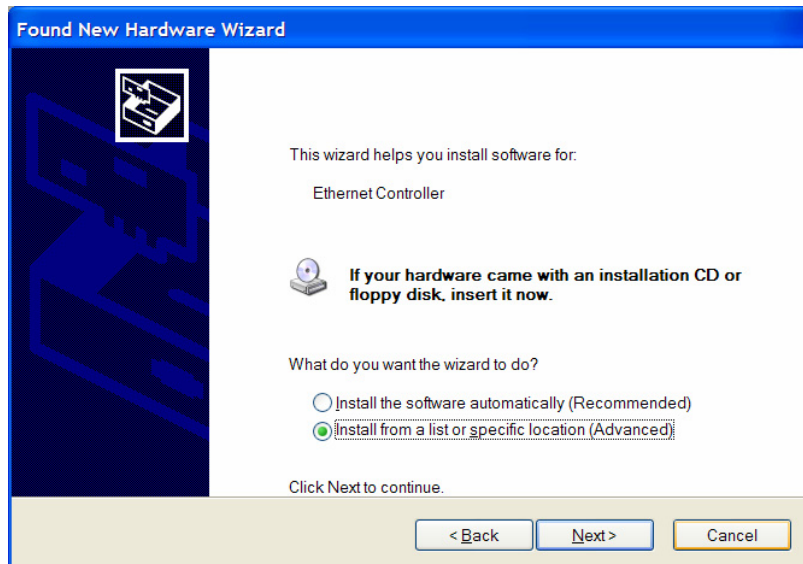 Found New Hardware Wizard
This wizard helps you install software for:
Ethernet Controller
If your hardware came with an installation CD or
floppy disk, insert it now.
What do you want the wizard to do?
Install the software automatically (Recommended)
Install from a list or specific location (Advanced)
Click Next to continue.
< Back Next > Cancel